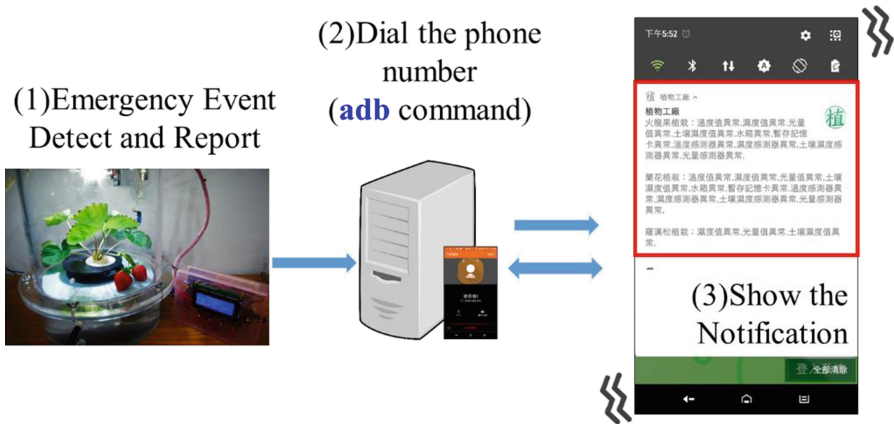 (1)Emergency Event
Detect and Report
(2)Dial the phone
number
(adb command)
下午5:52
植 植物工廠
植物工廠
植
火龍果植栽：溫度值異常,濕度值異常,光量
值異常,土壤濕度值異常,水箱異常,暫存記憶
卡異常,溫度感測器異常,濕度感測器異常,土壤濕度感
測器異常,光量感測器異常,
蘭花植栽：溫度值異常,濕度值異常,光量值異常,土壤
濕度值異常,水箱異常,暫存記憶卡異常,溫度感測器異
常,濕度感測器異常,土壤濕度感測器異常,光量感測器
異常,
羅漢松植栽：濕度值異常,光量值異常,土壤濕度值異
常,
(3)Show the
Notification
全部清除